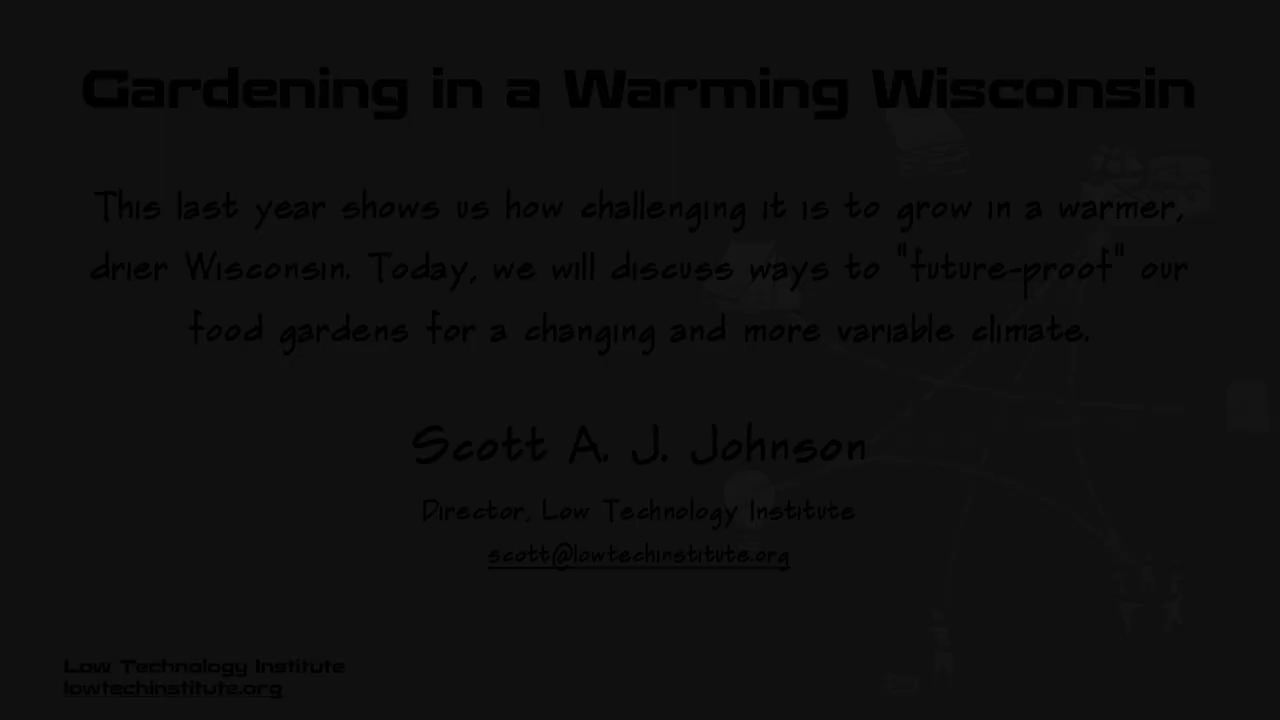 Gardening in a Warming Wisconsin
This last year shows us how challenging it is to grow in a warmer,
drier Wisconsin. Today, we will discuss ways to "future-proof" our
food gardens for a changing and more variable climate.
Scott A. J. Johnson
Director, Low Technology Institute
scott@lowtechinstitute.org
Low Technology Institute
lowtechinstitute.org